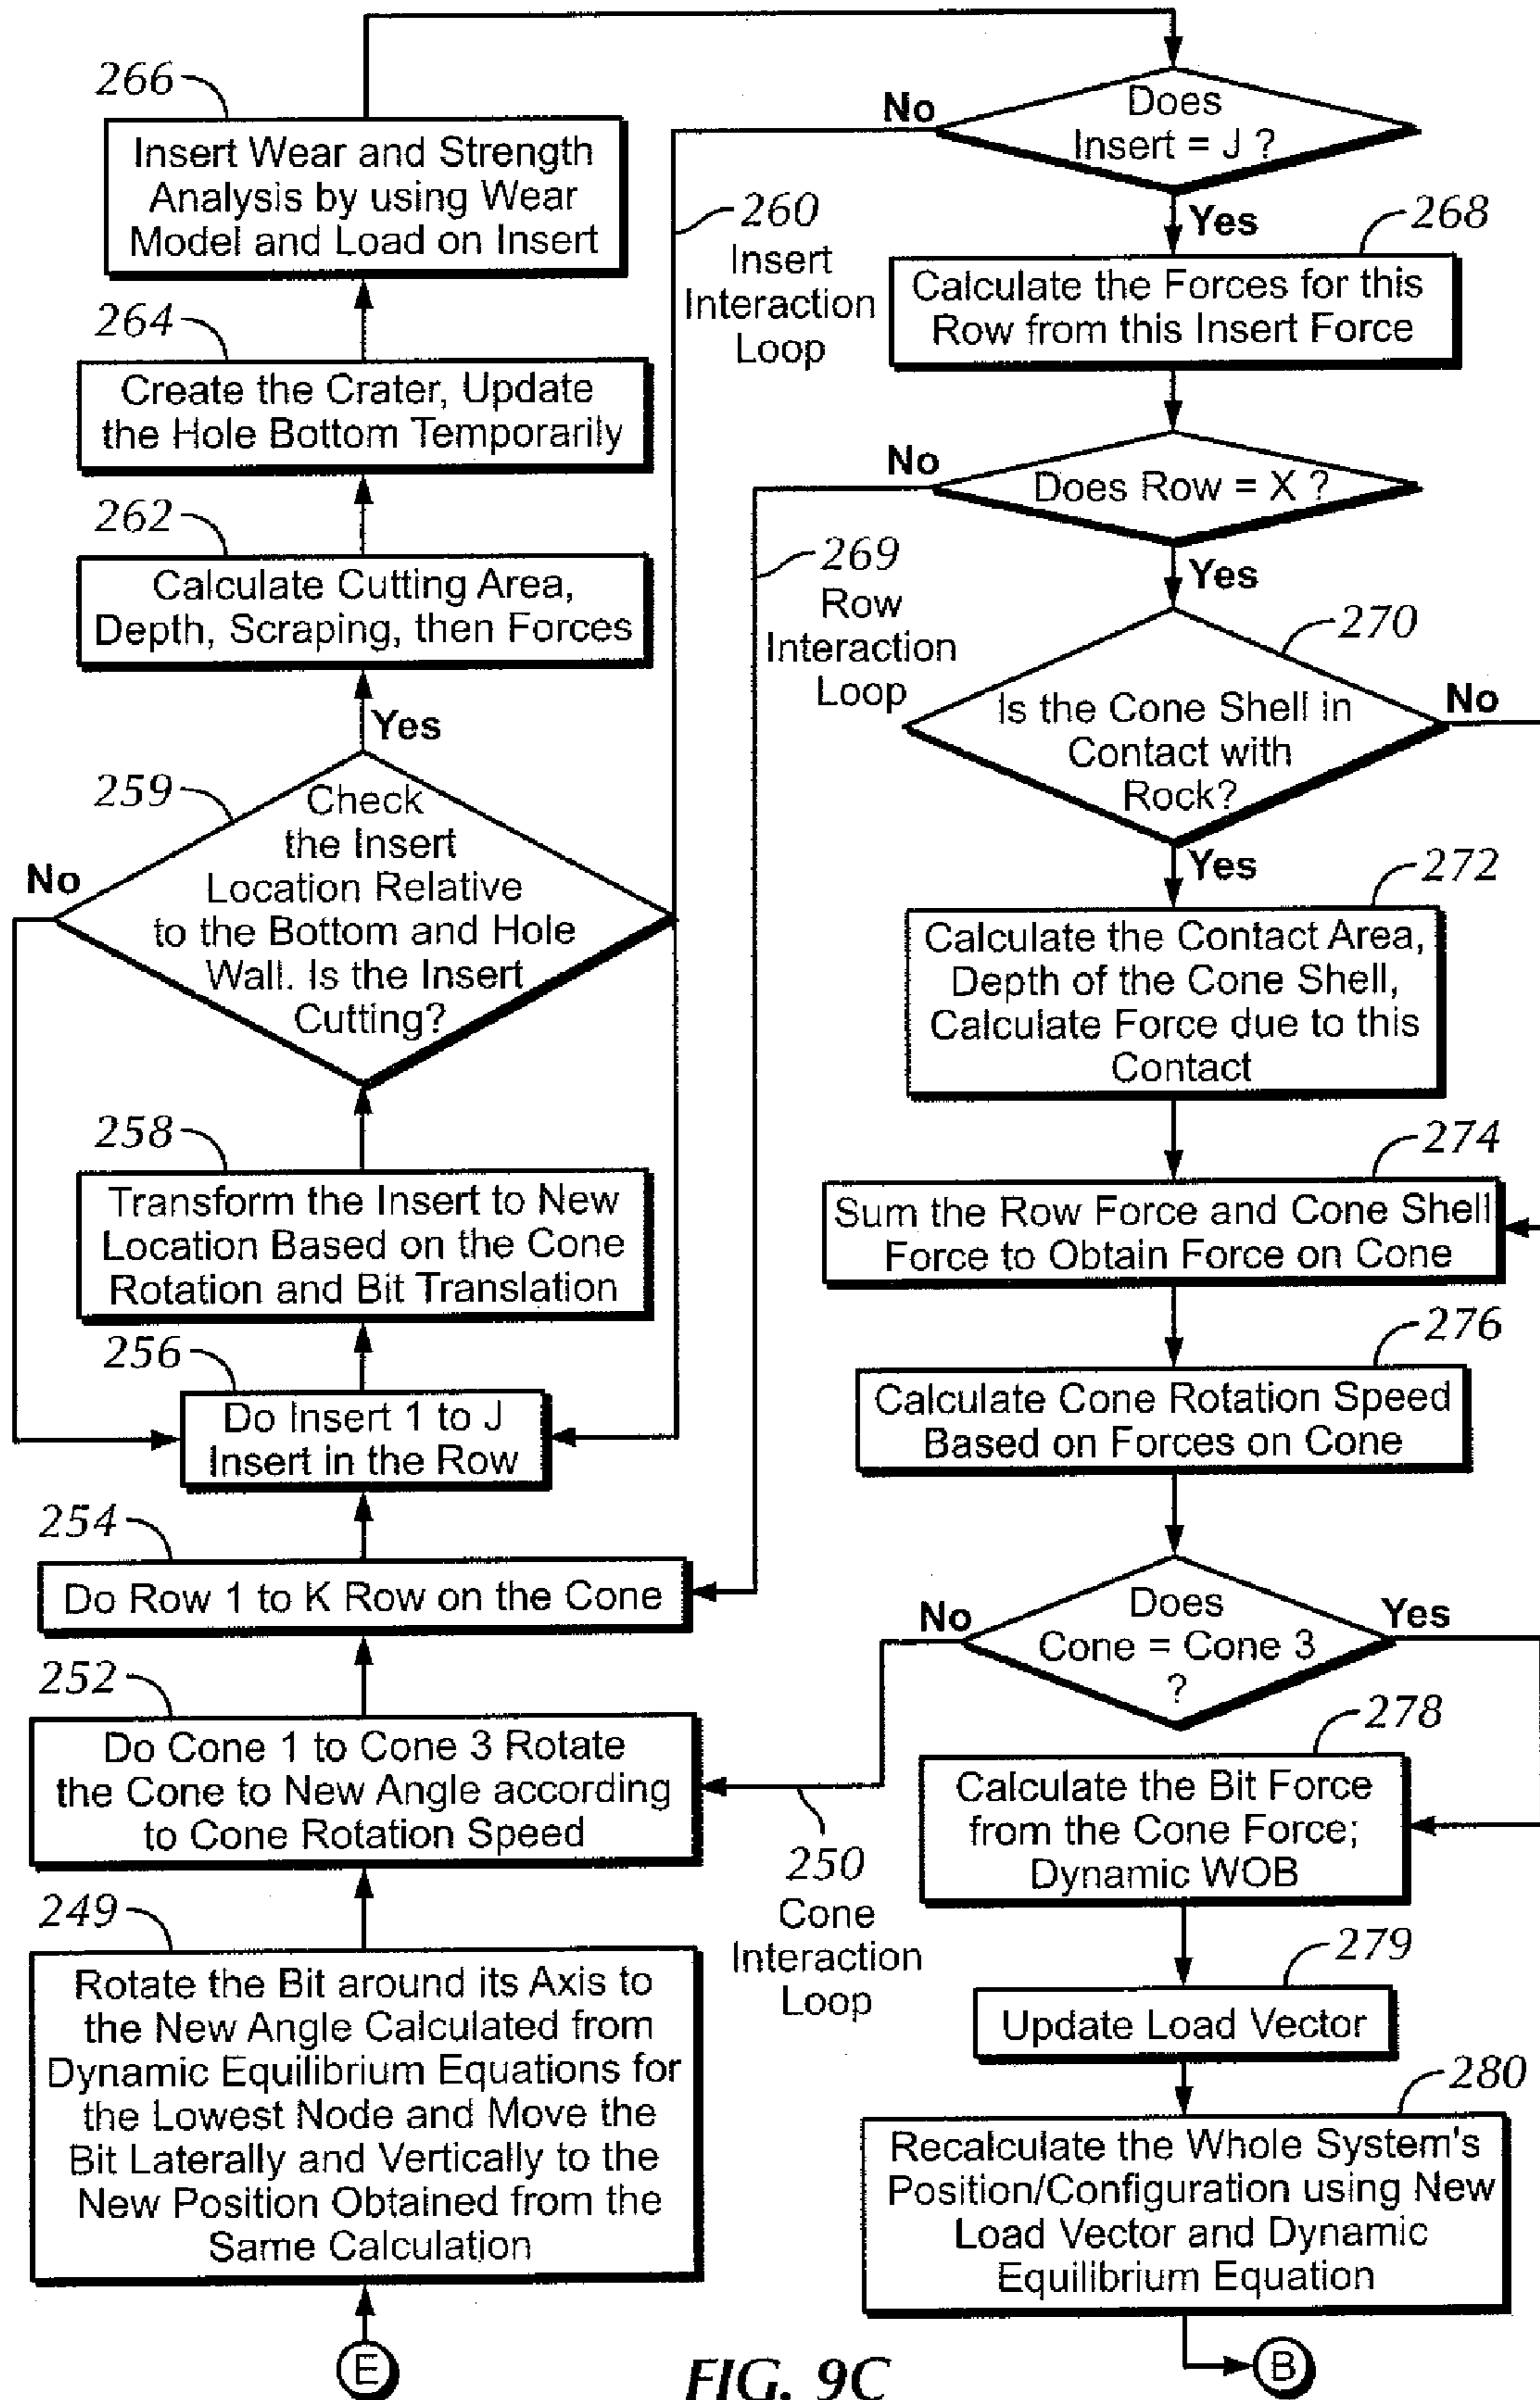 266
Insert Wear and Strength
Analysis by using Wear
Model and Load on Insert
264
Create the Crater, Update
the Hole Bottom Temporarily
262
Calculate Cutting Area,
Depth, Scraping, then Forces
Yes
259
No
Check
the Insert
Location Relative
to the Bottom and Hole
Wall. Is the Insert
Cutting?
258
Transform the Insert to New
Location Based on the Cone
Rotation and Bit Translation
256
Do Insert 1 to J
Insert in the Row
254
Do Row 1 to K Row on the Cone
252
Do Cone 1 to Cone 3 Rotate
the Cone to New Angle according
to Cone Rotation Speed
249
Rotate the Bit around its Axis to
the New Angle Calculated from
Dynamic Equilibrium Equations for
the Lowest Node and Move the
Bit Laterally and Vertically to the
New Position Obtained from the
Same Calculation
E
No
Does
Insert = J ?
260
Insert
Interaction
Loop
Yes
268
Calculate the Forces for this
Row from this Insert Force
No
Does Row = X ?
269
Row
Interaction
Loop
Yes
270
Is the Cone Shell in
Contact with
Rock?
No
Yes
272
Calculate the Contact Area,
Depth of the Cone Shell,
Calculate Force due to this
Contact
274
Sum the Row Force and Cone Shell
Force to Obtain Force on Cone
276
Calculate Cone Rotation Speed
Based on Forces on Cone
No
Does
Cone = Cone 3
?
Yes
250
Cone
Interaction
Loop
278
Calculate the Bit Force
from the Cone Force;
Dynamic WOB
279
Update Load Vector
280
Recalculate the Whole System's
Position/Configuration using New
Load Vector and Dynamic
Equilibrium Equation
B
FIG. 9C